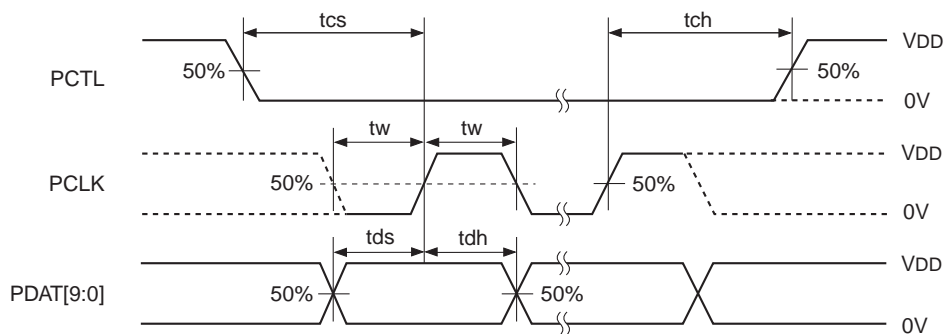 tcs
tch
VDD
PCTL
50%
50%
0V
tw
tw
VDD
PCLK
50%
50%
0V
tds
tdh
VDD
PDAT[9:0]
50%
50%
0V